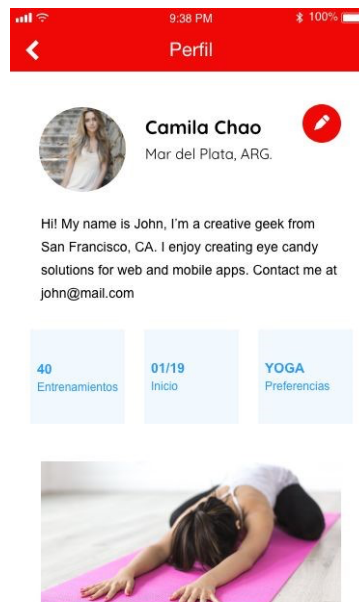 9:38 PM
100%
Perfil
Camila Chao
Mar del Plata, ARG.
Hi! My name is John, I'm a creative geek from
San Francisco, CA. I enjoy creating eye candy
solutions for web and mobile apps. Contact me at
john@mail.com
40
Entrenamientos
01/19
Inicio
YOGA
Preferencias